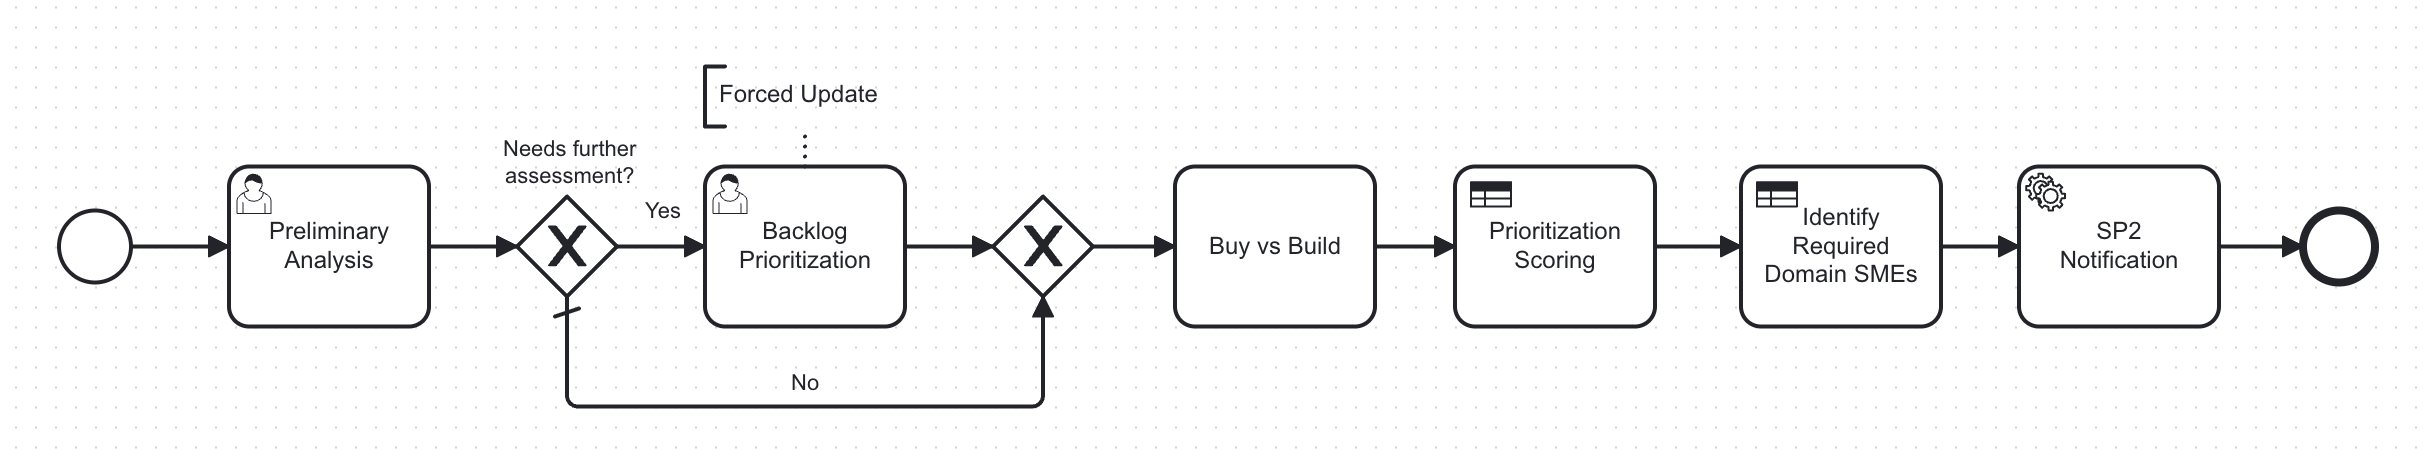 Forced Update
Needs further
assessment?
Yes
Preliminary
Analysis
Backlog
Prioritization
Buy vs Build
Prioritization
Scoring
Identify
Required
Domain SMEs
SP2
Notification
No